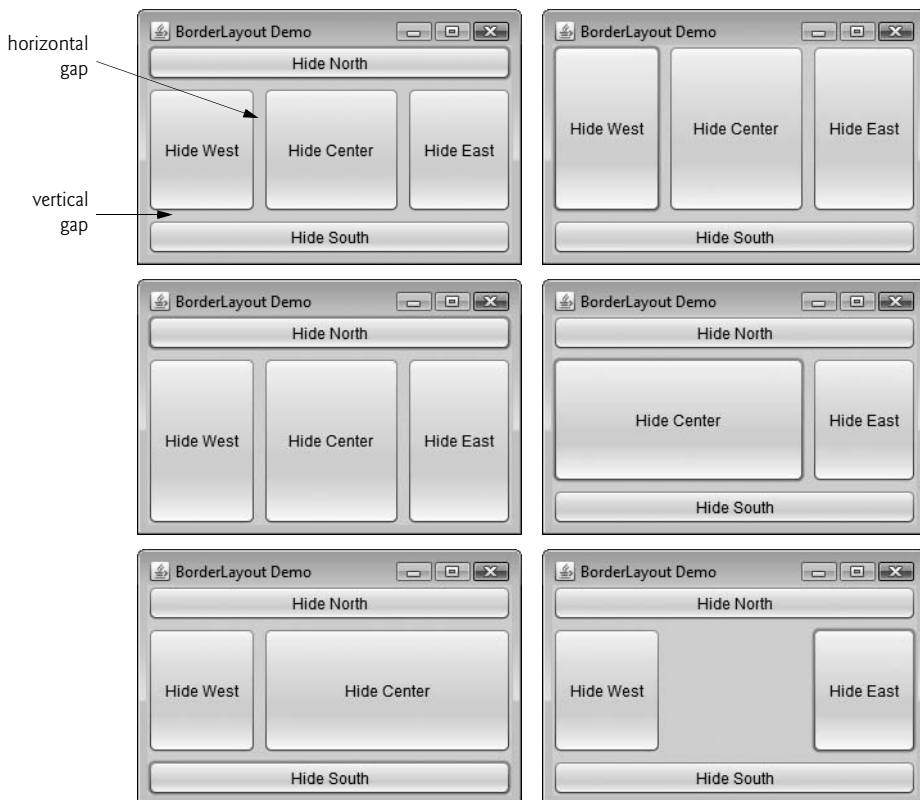 horizontal
gap
vertical
gap
BorderLayout Demo
Hide North
Hide West
Hide Center
Hide East
Hide South
BorderLayout Demo
Hide West
Hide Center
Hide East
Hide South
BorderLayout Demo
Hide North
Hide West
Hide Center
Hide East
BorderLayout Demo
Hide North
Hide Center
Hide East
Hide South
BorderLayout Demo
Hide North
Hide West
Hide Center
Hide South
BorderLayout Demo
Hide North
Hide West
Hide East
Hide South